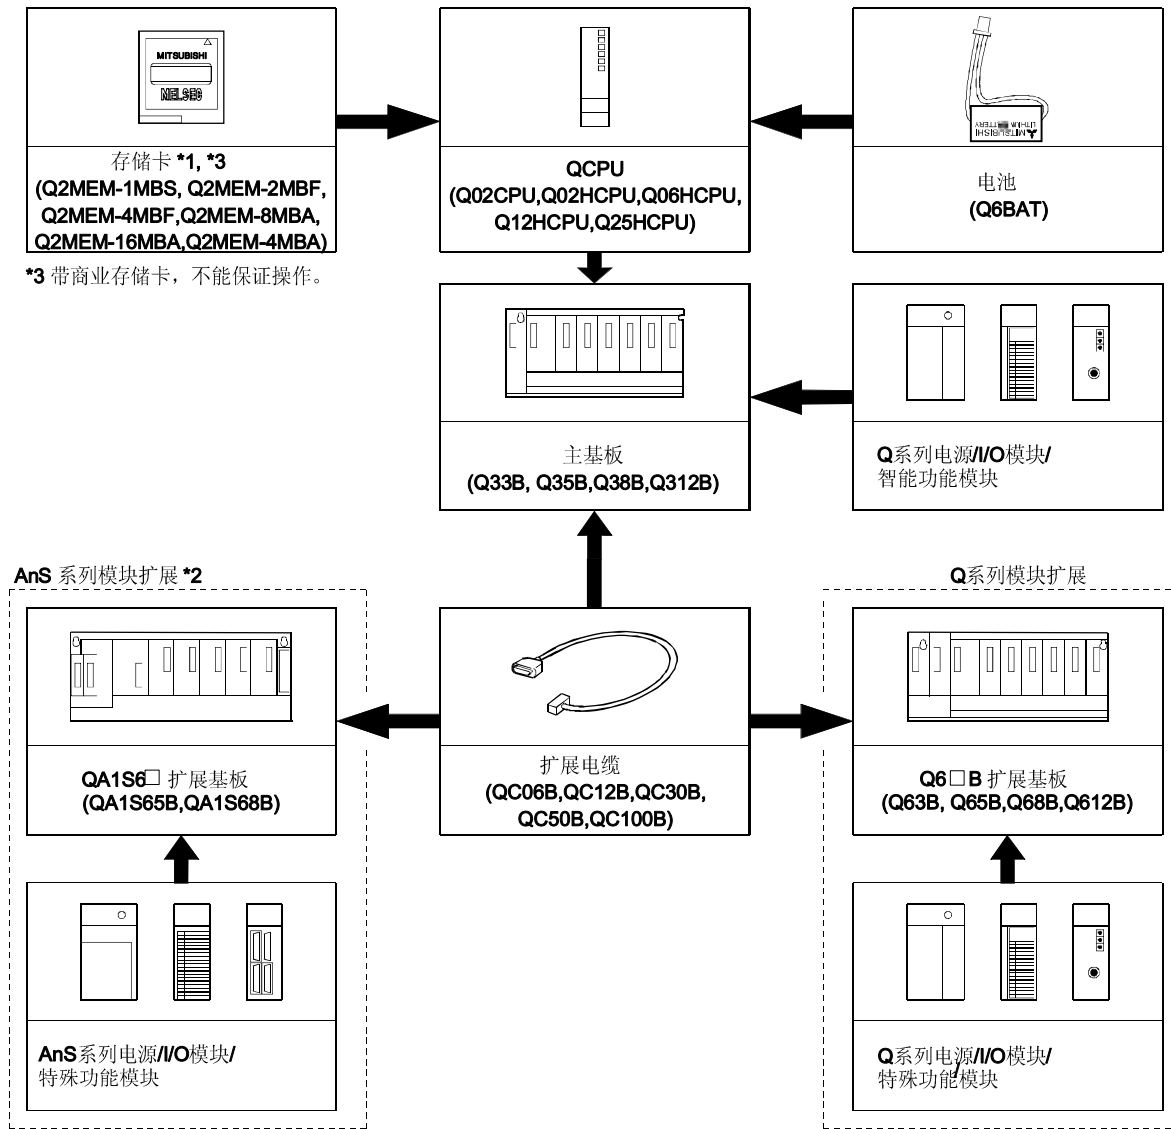 MITSUBISHI
MELSEC
存储卡 *1, *3
(Q2MEM-1MBS, Q2MEM-2MBF,
Q2MEM-4MBF,Q2MEM-8MBA,
Q2MEM-16MBA,Q2MEM-4MBA)
*3 带商业存储卡，不能保证操作。
QCPU
(Q02CPU,Q02HCPU,Q06HCPU,
Q12HCPU,Q25HCPU)
MITSUBISHI
LITHIUM BATTERY
电池
(Q6BAT)
主基板
(Q33B, Q35B,Q38B,Q312B)
Q系列电源/I/O模块/
智能功能模块
AnS 系列模块扩展 *2
Q系列模块扩展
QA1S6□ 扩展基板
(QA1S65B,QA1S68B)
扩展电缆
(QC06B,QC12B,QC30B,
QC50B,QC100B)
Q6□B 扩展基板
(Q63B, Q65B,Q68B,Q612B)
AnS系列电源/I/O模块/
特殊功能模块
Q系列电源/I/O模块/
特殊功能模块